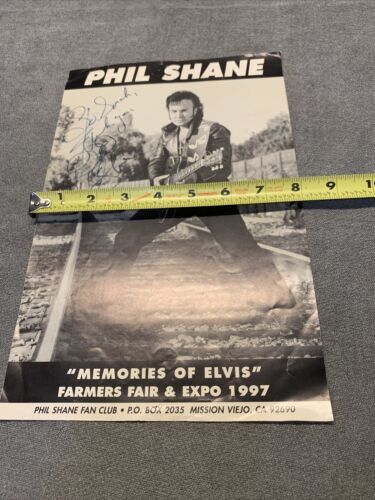 PHIL SHANE
1 2 3 4 5 6 7 8 9 10
"MEMORIES OF ELVIS"
FARMERS FAIR & EXPO 1997
PHIL SHANE FAN CLUB • P.O. BOX 2035 MISSION VIEJO, CA 92690